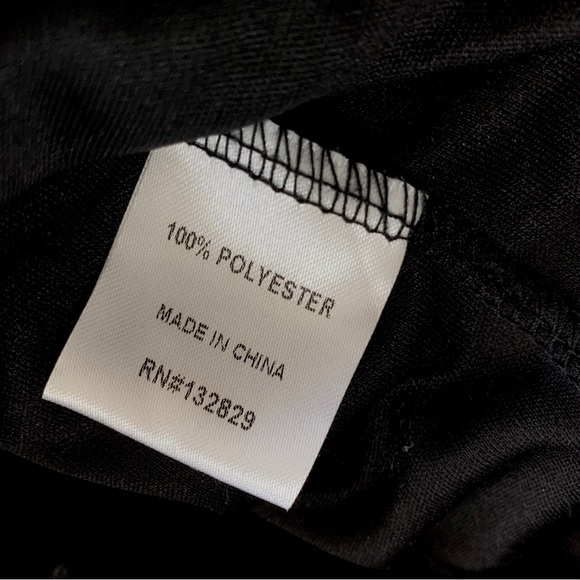 100% POLYESTER
MADE IN CHINA
RN#132829